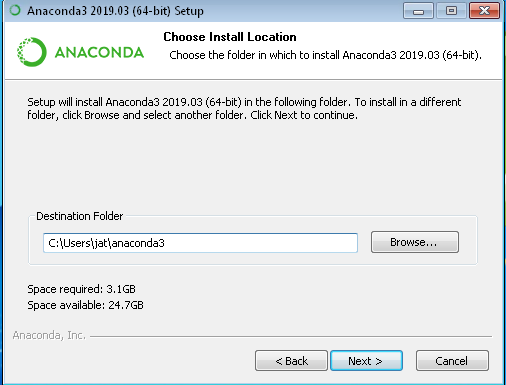 Anaconda3 2019.03 (64-bit) Setup
ANACONDA
Choose Install Location
Choose the folder in which to install Anaconda3 2019.03 (64-bit).
Setup will install Anaconda3 2019.03 (64-bit) in the following folder. To install in a different
folder, click Browse and select another folder. Click Next to continue.
Destination Folder
C:\Users\jat\anaconda3
Browse...
Space required: 3.1GB
Space available: 24.7GB
Anaconda, Inc.
< Back
Next >
Cancel